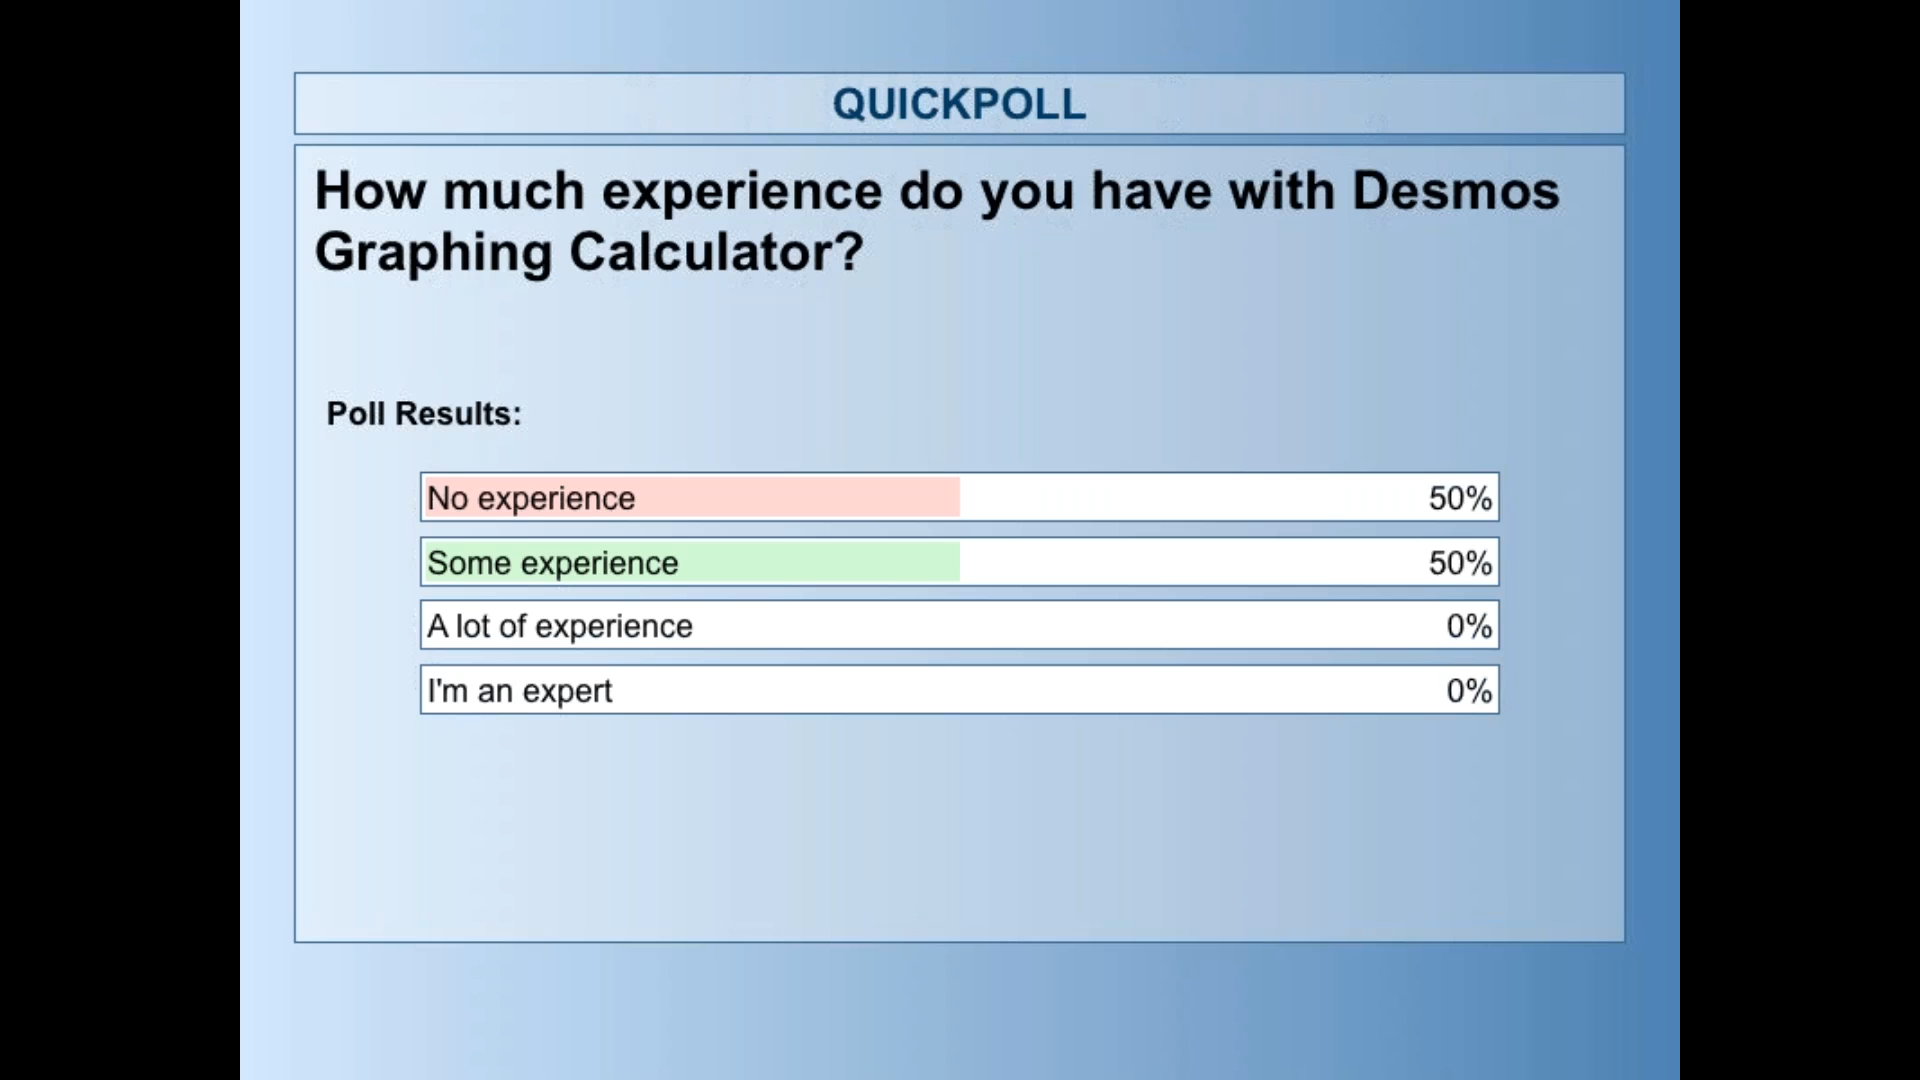 QUICKPOLL
How much experience do you have with Desmos
Graphing Calculator?
Poll Results:
No experience 50%
Some experience 50%
A lot of experience 0%
I'm an expert 0%